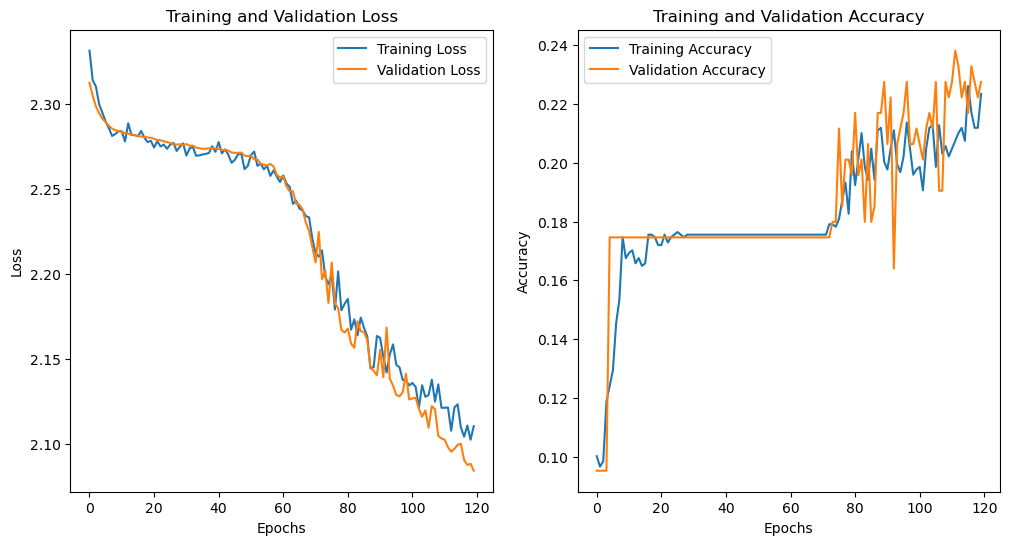 Training and Validation Loss
Training Loss
Validation Loss
2.30
2.25
2.20
2.15
2.10
Loss
0
20
40
60
80
100
120
Epochs
Training and Validation Accuracy
Training Accuracy
Validation Accuracy
0.24
0.22
0.20
0.18
0.16
0.14
0.12
0.10
Accuracy
0
20
40
60
80
100
120
Epochs